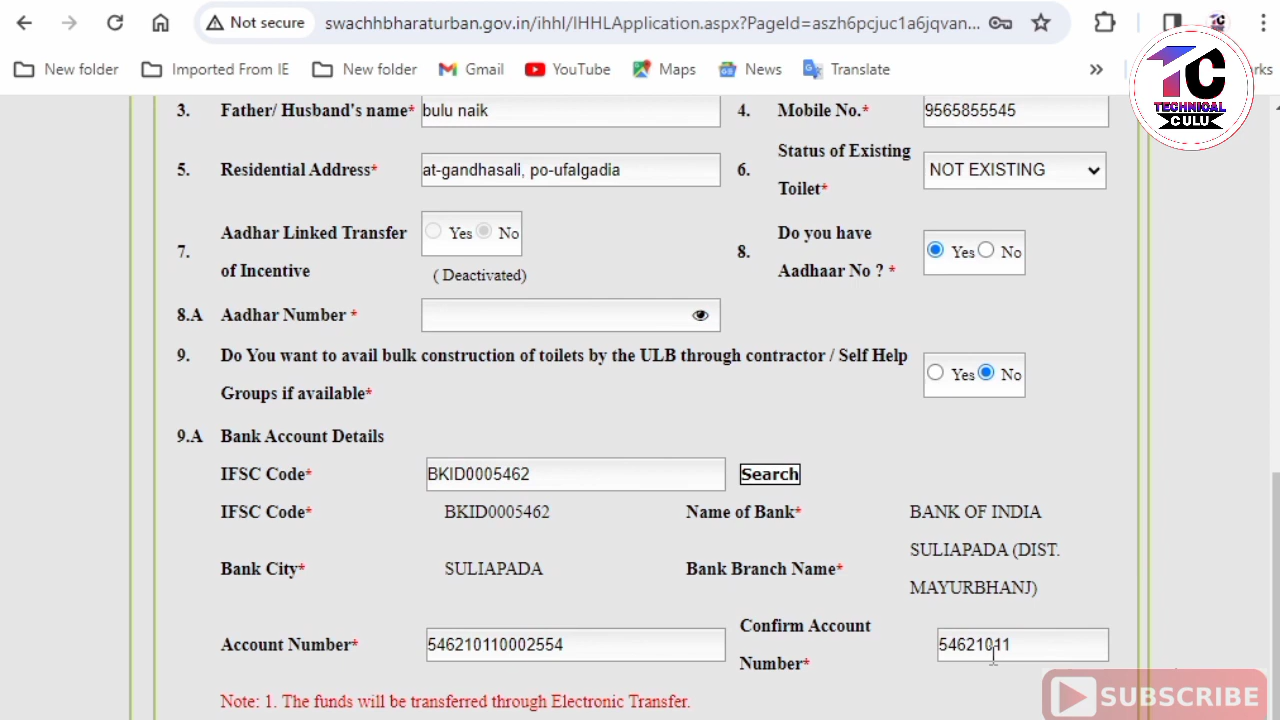 Not secure swachhbharaturban.gov.in/ihhl/IHHLApplication.aspx?PageId=aszh6pcjuc1a6jqvan...
New folder Imported From IE New folder Gmail YouTube Maps News Translate » rks
TC
TECHNICAL
CULU
3. Father/ Husband's name* bulu naik 4. Mobile No.* 9565855545
5. Residential Address* at-gandhasali, po-ufalgadia 6. Status of Existing
Toilet* NOT EXISTING
7. Aadhar Linked Transfer
of Incentive Yes No
( Deactivated)
8. Do you have
Aadhaar No ? * Yes No
8.A Aadhar Number *
9. Do You want to avail bulk construction of toilets by the ULB through contractor / Self Help
Groups if available* Yes No
9.A Bank Account Details
IFSC Code* BKID0005462 Search
IFSC Code* BKID0005462 Name of Bank* BANK OF INDIA
Bank City* SULIAPADA Bank Branch Name* SULIAPADA (DIST.
MAYURBHANJ)
Account Number* 546210110002554 Confirm Account
Number* 54621011
Note: 1. The funds will be transferred through Electronic Transfer.
SUBSCRIBE